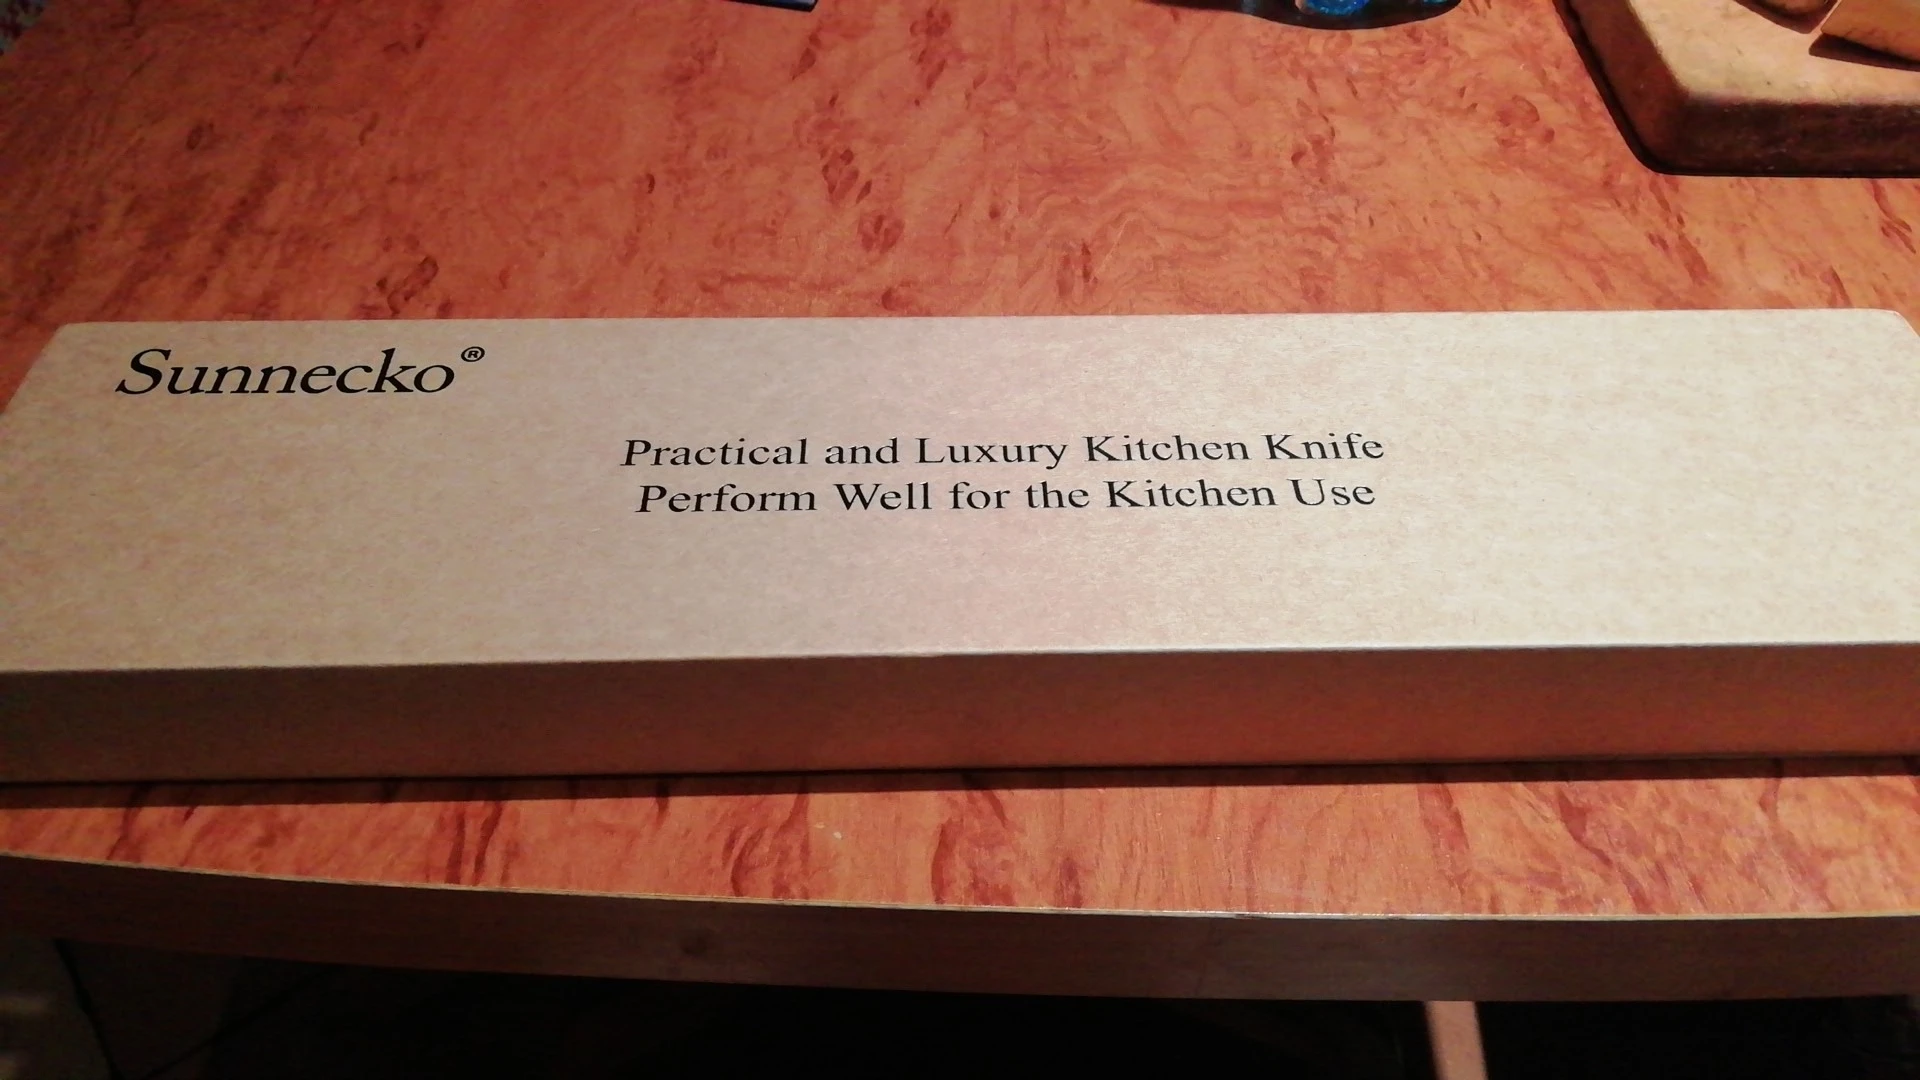 Sunnecko®
Practical and Luxury Kitchen Knife
Perform Well for the Kitchen Use